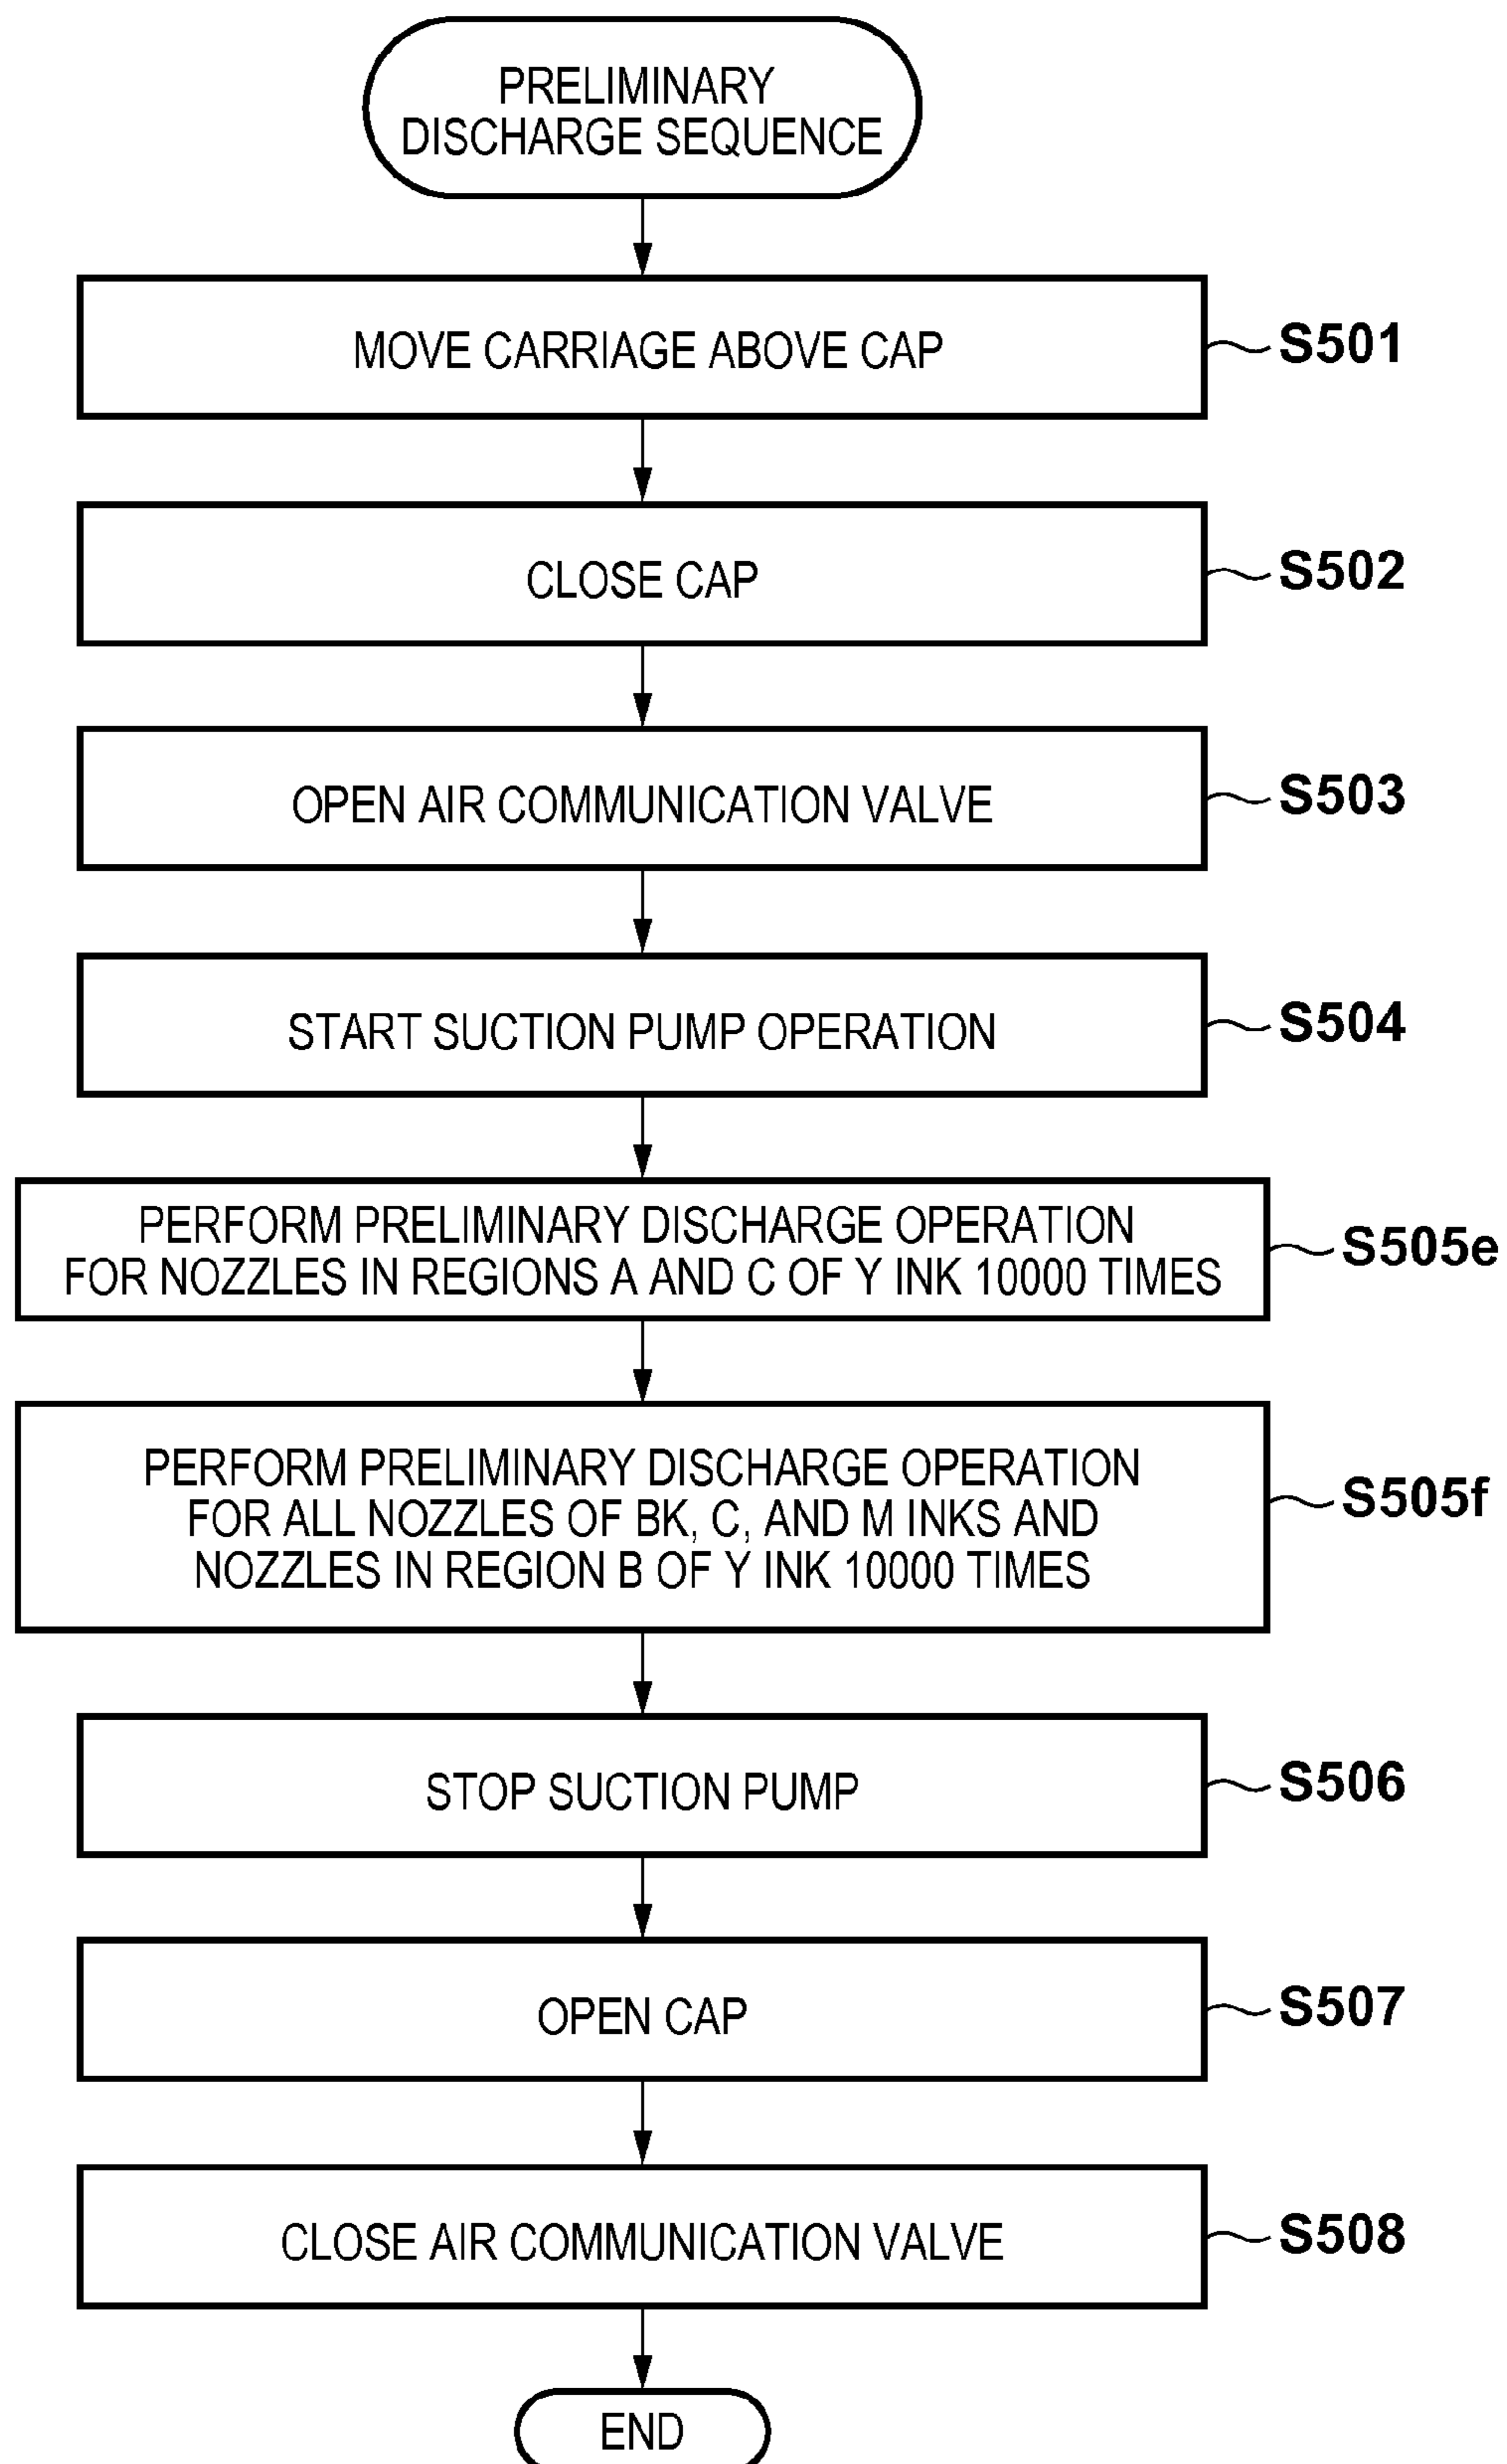 PRELIMINARY
DISCHARGE SEQUENCE
MOVE CARRIAGE ABOVE CAP
S501
CLOSE CAP
S502
OPEN AIR COMMUNICATION VALVE
S503
START SUCTION PUMP OPERATION
S504
PERFORM PRELIMINARY DISCHARGE OPERATION
FOR NOZZLES IN REGIONS A AND C OF Y INK 10000 TIMES
S505e
PERFORM PRELIMINARY DISCHARGE OPERATION
FOR ALL NOZZLES OF BK, C, AND M INKS AND
NOZZLES IN REGION B OF Y INK 10000 TIMES
S505f
STOP SUCTION PUMP
S506
OPEN CAP
S507
CLOSE AIR COMMUNICATION VALVE
S508
END